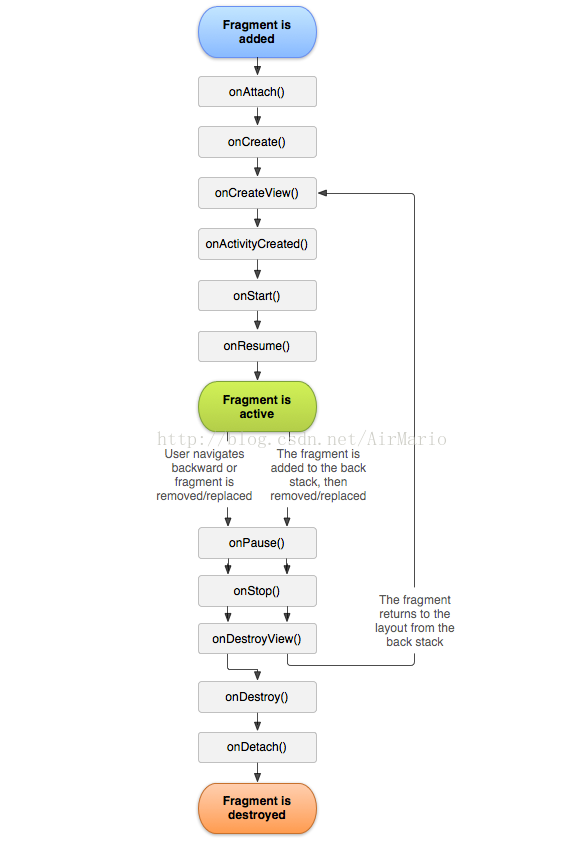 Fragment is
added
onAttach()
onCreate()
onCreateView()
onActivityCreated()
onStart()
onResume()
Fragment is
active
http://blog.csdn.net/AirMario
User navigates
backward or
fragment is
removed/replaced
The fragment is
added to the back
stack, then
removed/replaced
onPause()
onStop()
The fragment
returns to the
layout from the
back stack
onDestroyView()
onDestroy()
onDetach()
Fragment is
destroyed